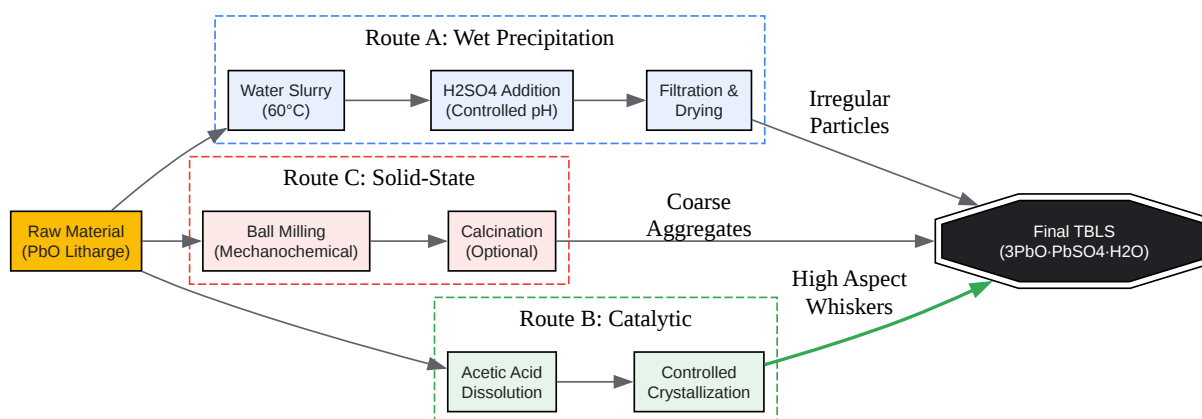 Route A: Wet Precipitation
Water Slurry
(60°C)
H2SO4 Addition
(Controlled pH)
Filtration &
Drying
Irregular
Particles
Route C: Solid-State
Raw Material
(PbO Litharge)
Ball Milling
(Mechanochemical)
Calcination
(Optional)
Coarse
Aggregates
Final TBLS
(3PbO·PbSO4·H2O)
High Aspect
Whiskers
Route B: Catalytic
Acetic Acid
Dissolution
Controlled
Crystallization